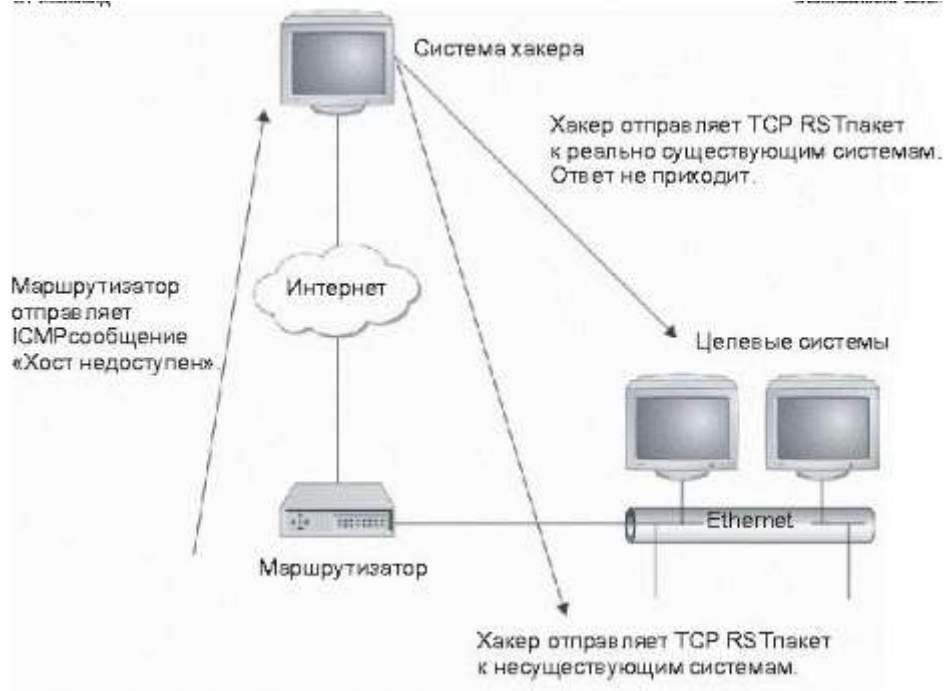 Система хакера
Хакер отправляет TCP RSTпакет
к реально существующим системам.
Ответ не приходит.
Интернет
Маршрутизатор
отправляет
ICMPсообщение
«Хост недоступен».
Целевые системы
Ethernet
Маршрутизатор
Хакер отправляет TCP RSTпакет
к несуществующим системам.